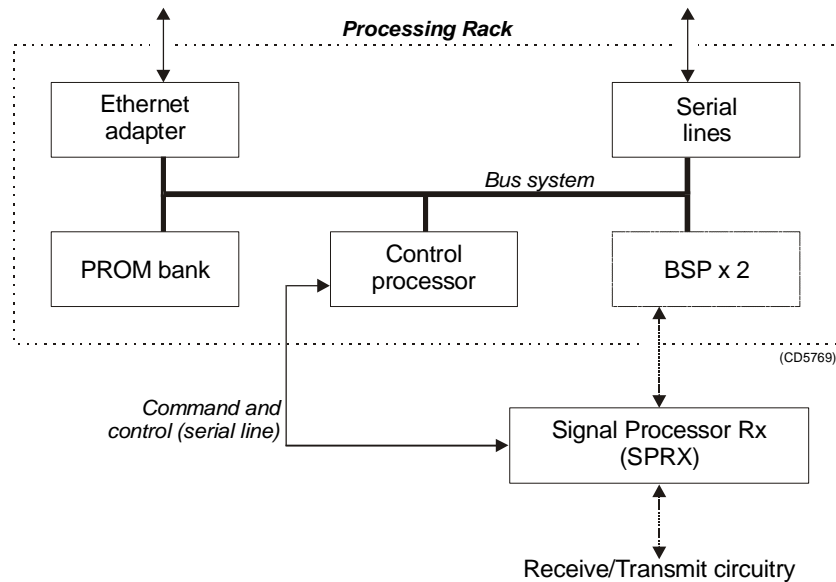 Processing Rack
Ethernet
adapter
Serial
lines
Bus system
PROM bank
Control
processor
BSP x 2
(CD5769)
Command and
control (serial line)
Signal Processor Rx
(SPRX)
Receive/Transmit circuitry